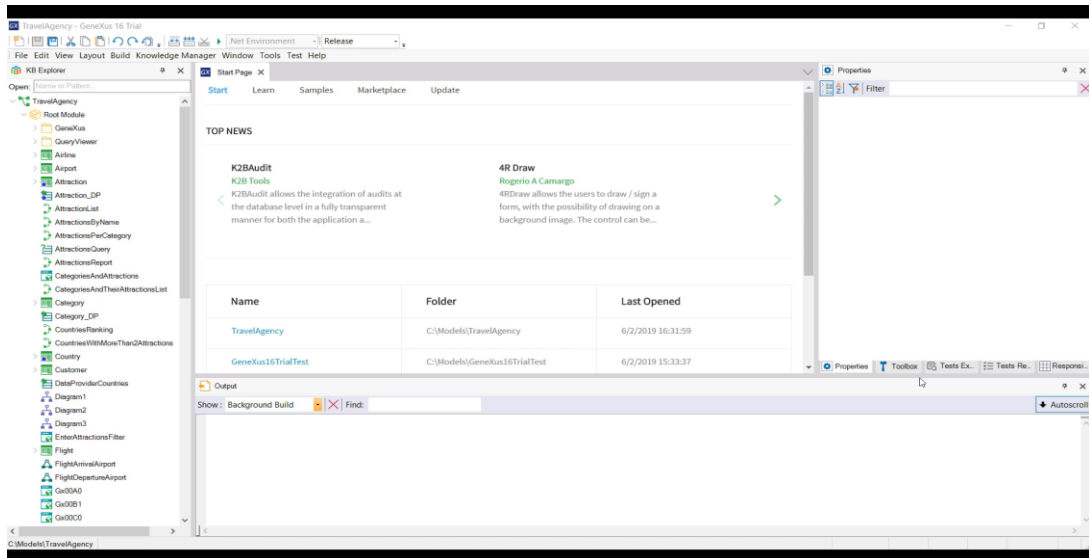 TravelAgency - GeneXus 16 Trial
.Net Environment Release
File Edit View Layout Build Knowledge Manager Window Tools Test Help
KB Explorer
Open: Name or Pattern...
TravelAgency
Root Module
GeneXus
QueryViewer
Airline
Airport
Attraction
Attraction_DP
AttractionList
AttractionsByName
AttractionsPerCategory
AttractionsQuery
AttractionsReport
CategoriesAndAttractions
CategoriesAndTheirAttractionsList
Category
Category_DP
CountriesRanking
CountriesWithMoreThan2Attractions
Country
Customer
DataProviderCountries
Diagram1
Diagram2
Diagram3
EnterAttractionsFilter
Flight
FlightArrivalAirport
FlightDepartureAirport
Gx00A0
Gx00B1
Gx00C0
Start Page
Start Learn Samples Marketplace Update
TOP NEWS
K2BAudit
K2B Tools
K2BAudit allows the integration of audits at
the database level in a fully transparent
manner for both the application a...
4R Draw
Rogerio A Camargo
4RDraw allows the users to draw / sign a
form, with the possibility of drawing on a
background image. The control can be...
Name Folder Last Opened
TravelAgency C:\Models\TravelAgency 6/2/2019 16:31:59
GeneXus16TrialTest C:\Models\GeneXus16TrialTest 6/2/2019 15:33:37
Properties
Filter
Properties Toolbox Tests Ex.. Tests Re.. Responsi..
Output
Show: Background Build Find:
Autoscroll
C:\Models\TravelAgency